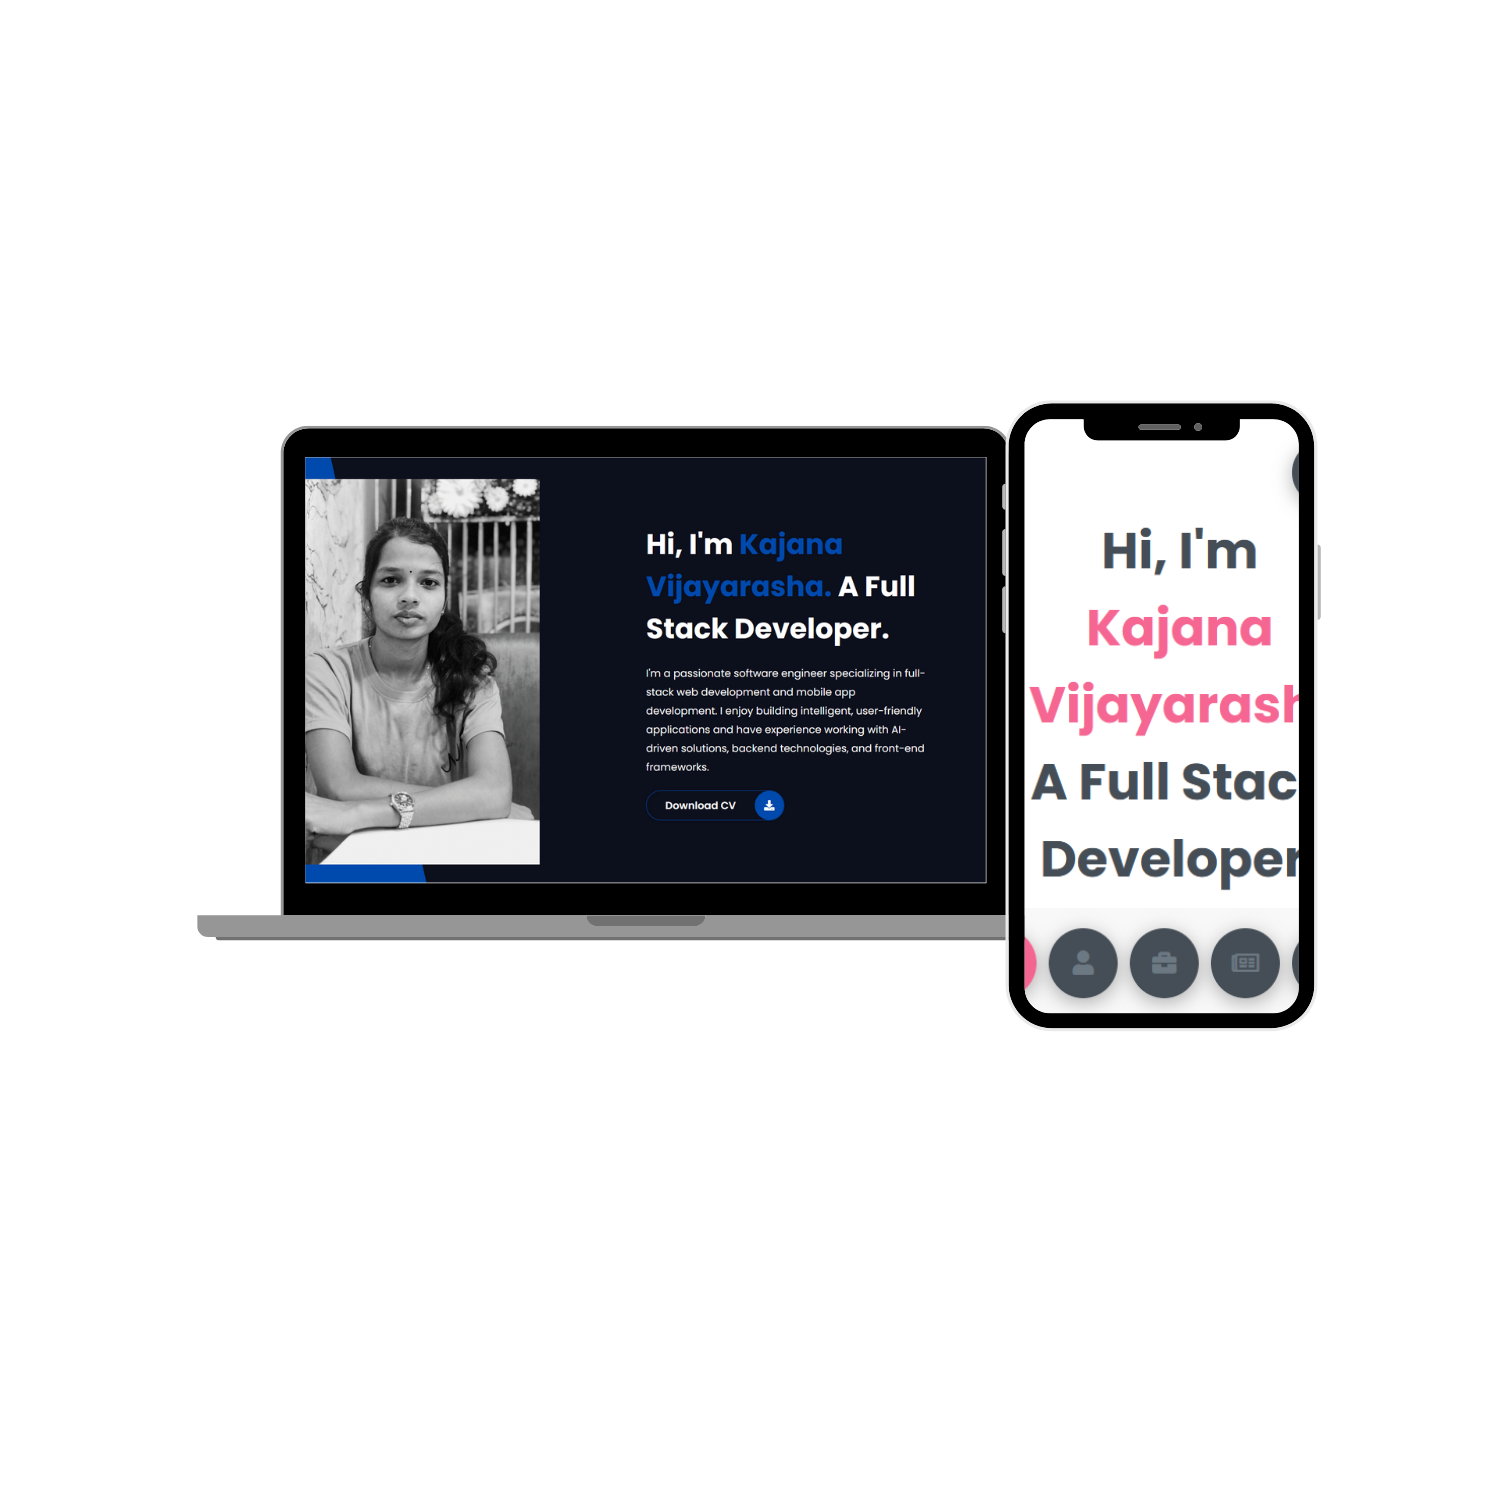 Hi, I'm Kajana
Vijayarasha. A Full
Stack Developer.
I'm a passionate software engineer specializing in full-
stack web development and mobile app
development. I enjoy building intelligent, user-friendly
applications and have experience working with AI-
driven solutions, backend technologies, and front-end
frameworks.
Download CV
Hi, I'm
Kajana
Vijayarash
A Full Stac
Developer